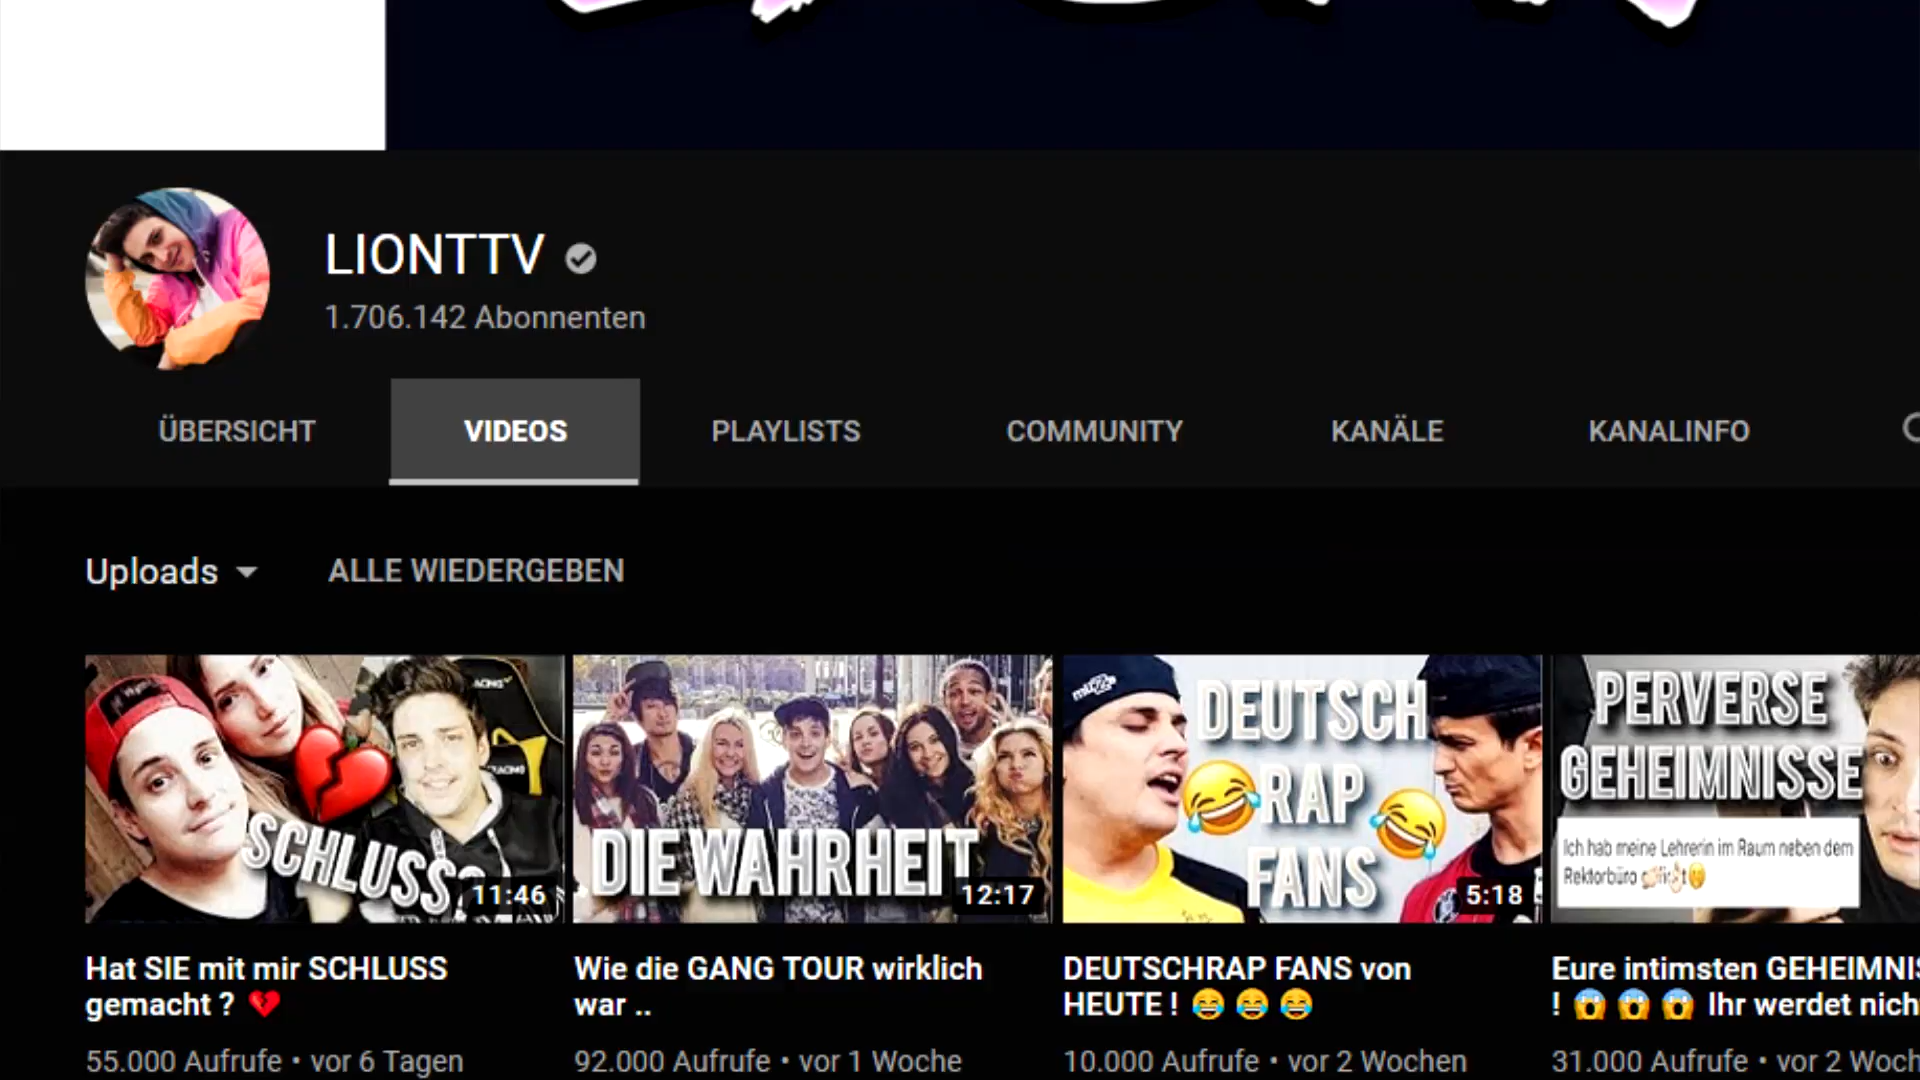 LIONTTV
1.706.142 Abonnenten
ÜBERSICHT
VIDEOS
PLAYLISTS
COMMUNITY
KANÄLE
KANALINFO
Uploads
ALLE WIEDERGEBEN
SCHLUSS?
11:46
DIE WAHRHEIT
12:17
DEUTSCH
RAP
FANS
5:18
PERVERSE
GEHEIMNISSE
Ich hab meine Lehrerin im Raum neben dem
Rektorbüro
Hat SIE mit mir SCHLUSS
gemacht ? 💔
Wie die GANG TOUR wirklich
war ..
DEUTSCHRAP FANS von
HEUTE ! 😂 😂 😂
Eure intimsten
! 😱 😱 😱 Ihr werdet
55.000 Aufrufe • vor 6 Tagen
92.000 Aufrufe • vor 1 Woche
10.000 Aufrufe • vor 2 Wochen
31.000 Aufrufe • vor 2